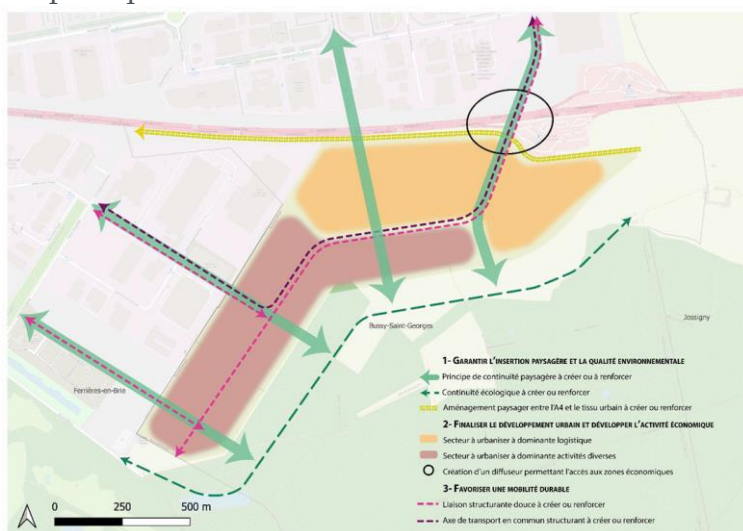 Bussy-Saint-Georges
Jossigny
Ferrières-en-Brie
1- GARANTIR L'INSERTION PAYSAGÈRE ET LA QUALITÉ ENVIRONNEMENTALE
Principe de continuité paysagère à créer ou à renforcer
Continuité écologique à créer ou renforcer
Aménagement paysager entre l'A4 et le tissu urbain à créer ou renforcer
2- FINALISER LE DÉVELOPPEMENT URBAIN ET DÉVELOPPER L'ACTIVITÉ ÉCONOMIQUE
Secteur à urbaniser à dominante logistique
Secteur à urbaniser à dominante activités diverses
Création d'un diffuseur permettant l'accès aux zones économiques
3- FAVORISER UNE MOBILITÉ DURABLE
Liaison structurante douce à créer ou renforcer
Axe de transport en commun structurant à créer ou renforcer
0 250 500 m